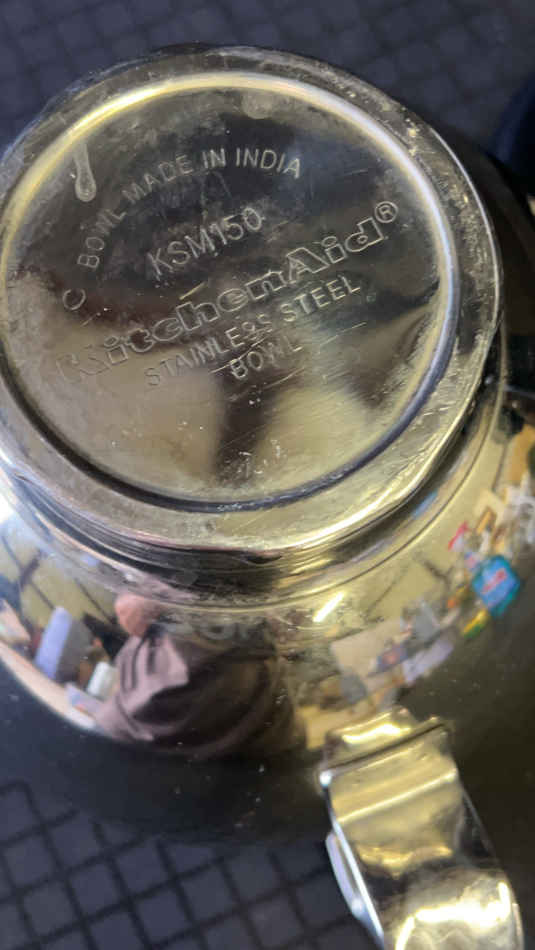 C BOWL MADE IN INDIA
KSM150
KitchenAid®
STAINLESS STEEL
BOWL